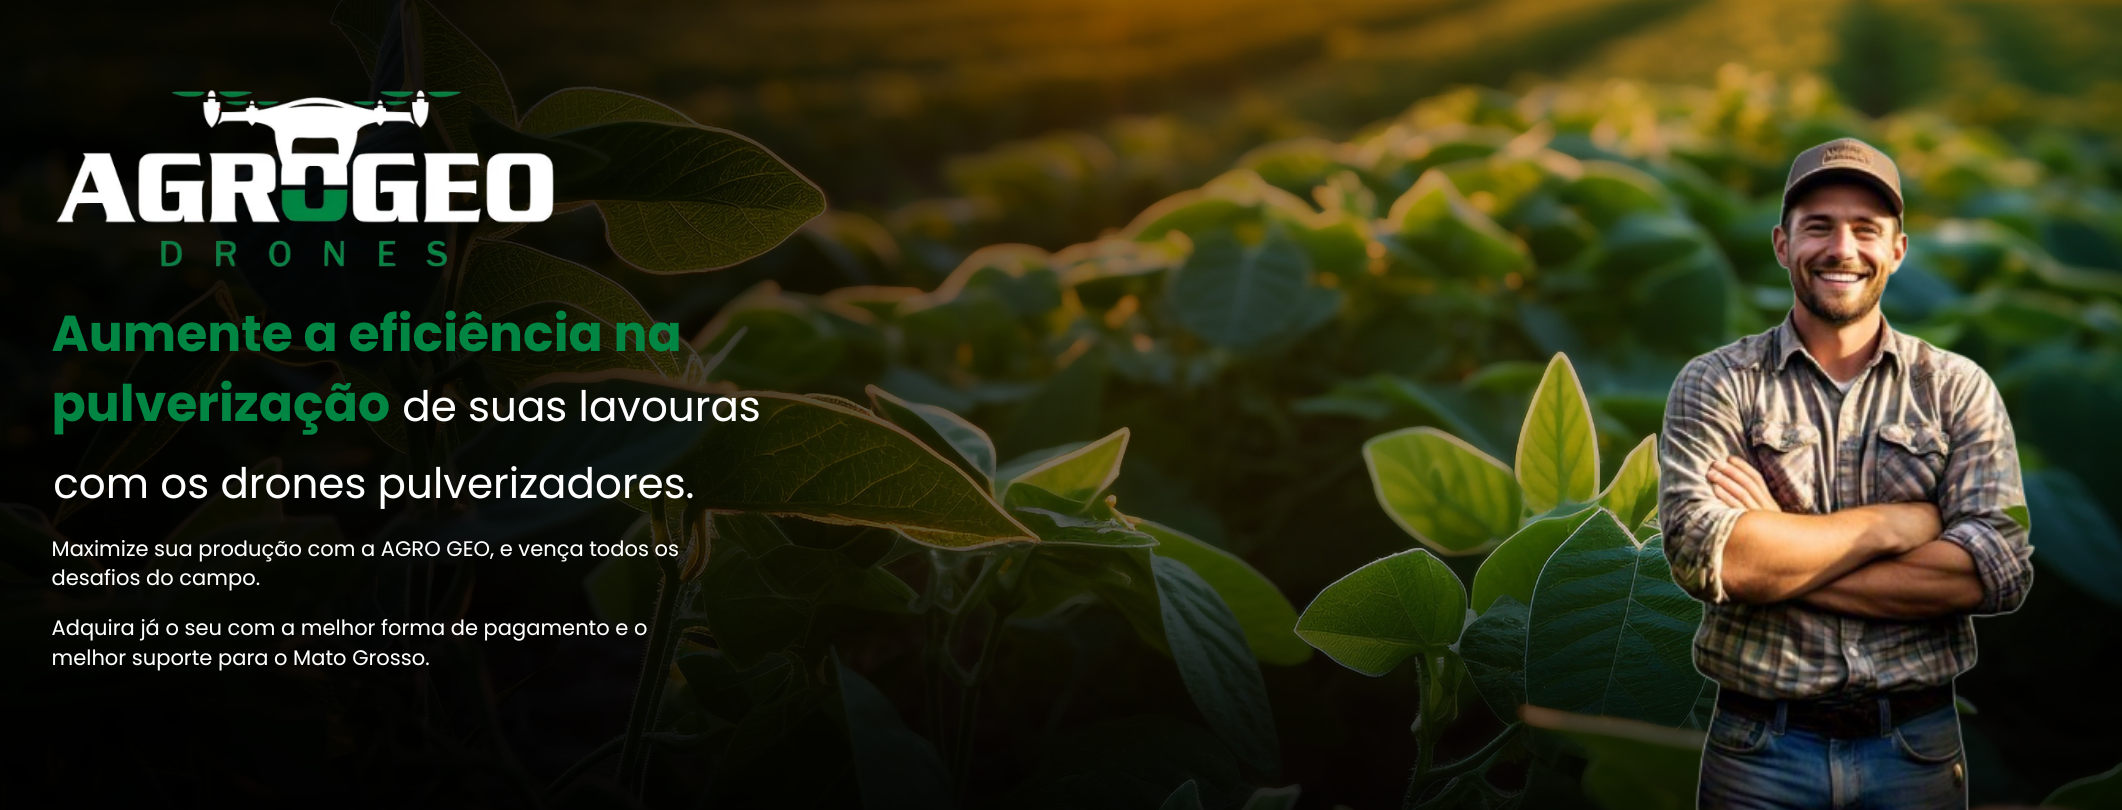 AGROGEO
DRONES
Aumente a eficiência na
pulverização de suas lavouras
com os drones pulverizadores.
Maximize sua produção com a AGRO GEO, e vença todos os
desafios do campo.
Adquira já o seu com a melhor forma de pagamento e o
melhor suporte para o Mato Grosso.